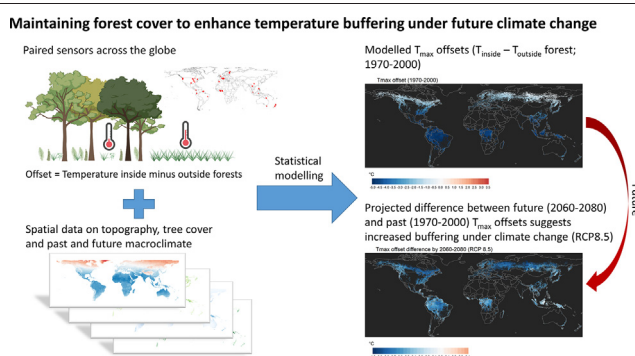 Maintaining forest cover to enhance temperature buffering under future climate change
Paired sensors across the globe
Offset = Temperature inside minus outside forests
Spatial data on topography, tree cover
and past and future macroclimate
Statistical
modelling
Modelled Tmax offsets (Tinside – Toutside forest;
1970-2000)
Tmax offset (1970-2000)
°C
Projected difference between future (2060-2080)
and past (1970-2000) Tmax offsets suggests
increased buffering under climate change (RCP8.5)
Tmax offset difference by 2060-2080 (RCP 8.5)
°C
Future